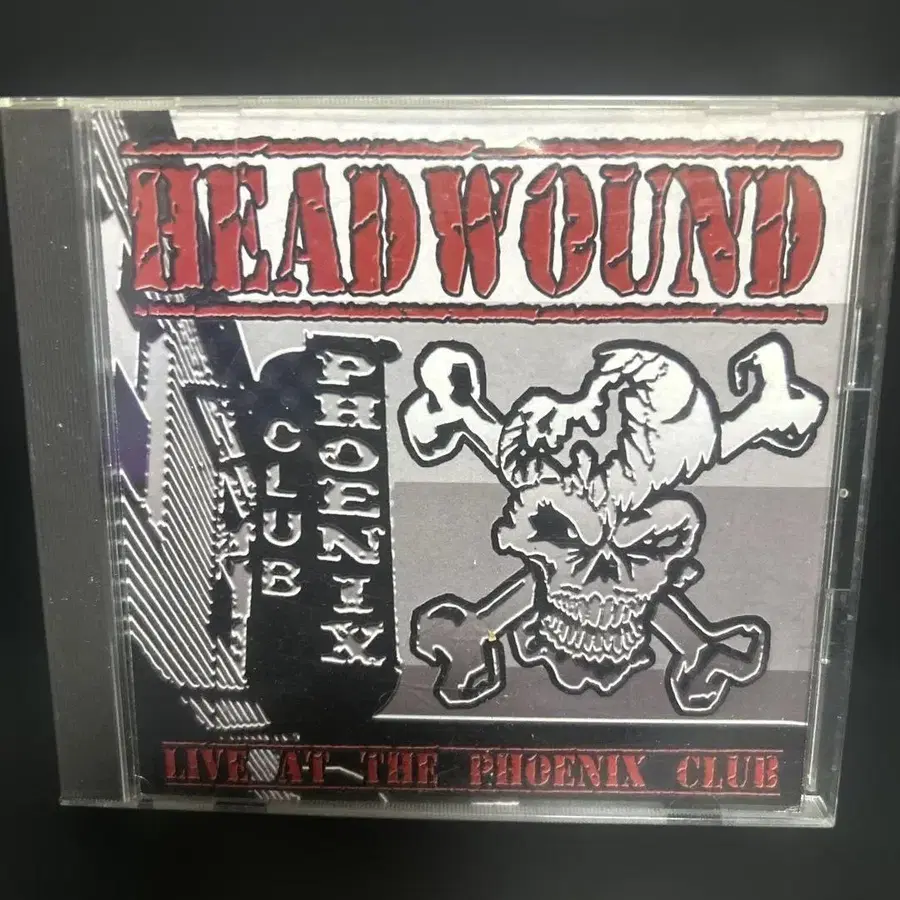 HEADWOUND
PHOENIX
CLUB
LIVE AT THE PHOENIX CLUB